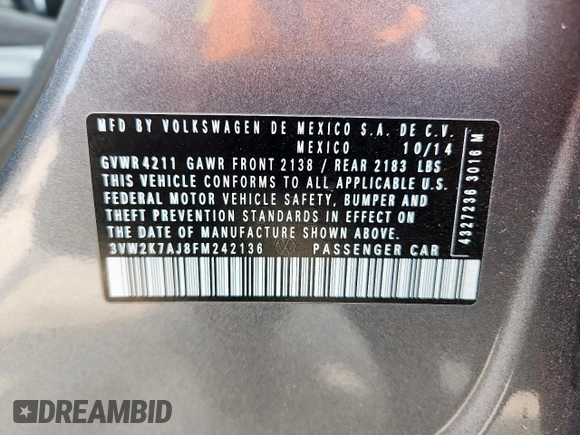 MFD BY VOLKSWAGEN DE MEXICO S.A. DE C.V.
MEXICO 10/14
GVWR 4211 GAWR FRONT 2138 / REAR 2183 LBS
THIS VEHICLE CONFORMS TO ALL APPLICABLE U.S.
FEDERAL MOTOR VEHICLE SAFETY, BUMPER AND
THEFT PREVENTION STANDARDS IN EFFECT ON
THE DATE OF MANUFACTURE SHOWN ABOVE.
3VW2K7AJ8FM242136 PASSENGER CAR
4327236 3016 M
DREAMBID